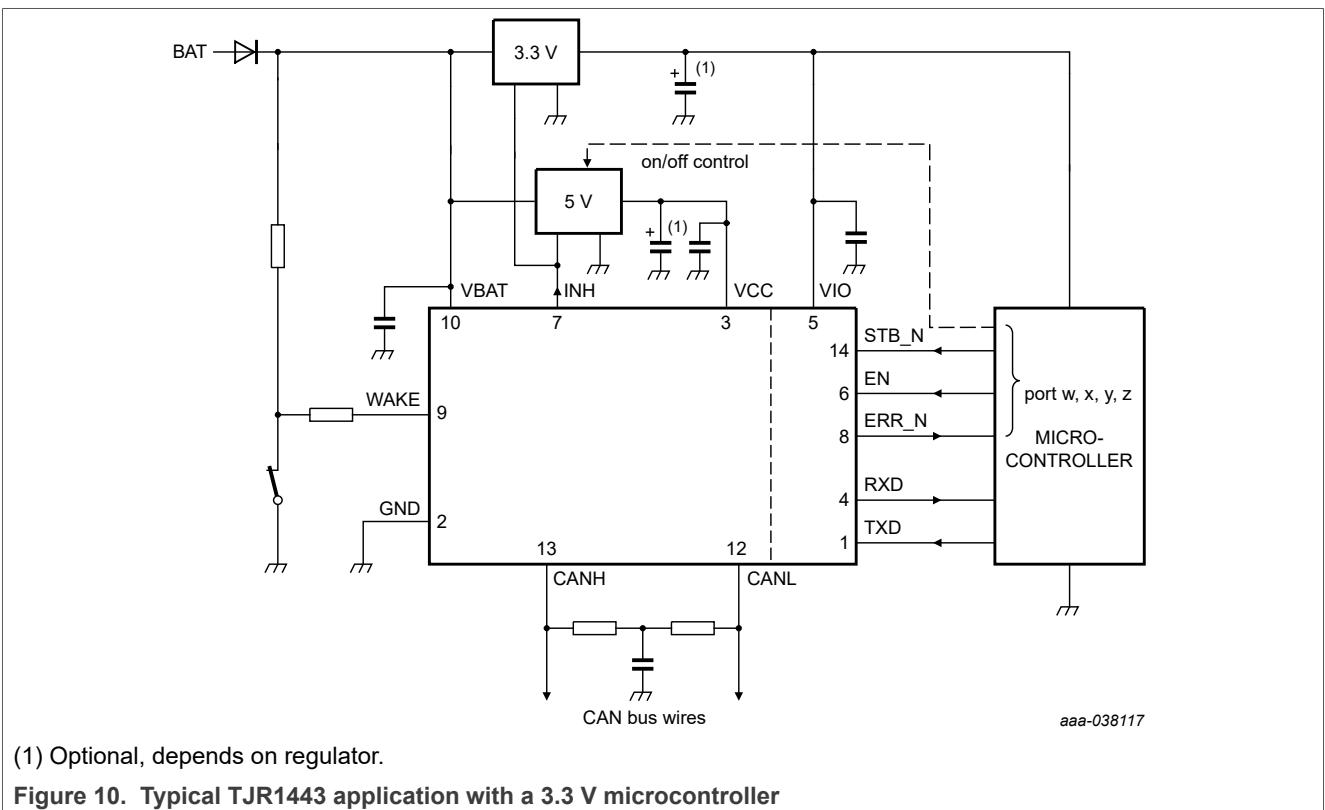 BAT
3.3 V
+ (1)
on/off control
5 V
+ (1)
VBAT
INH
VCC
VIO
10
7
3
5
14 STB_N
6 EN
port w, x, y, z
WAKE 9
8 ERR_N
MICRO-
CONTROLLER
4 RXD
GND 2
1 TXD
13
12
CANH
CANL
CAN bus wires
aaa-038117
(1) Optional, depends on regulator.
Figure 10. Typical TJR1443 application with a 3.3 V microcontroller